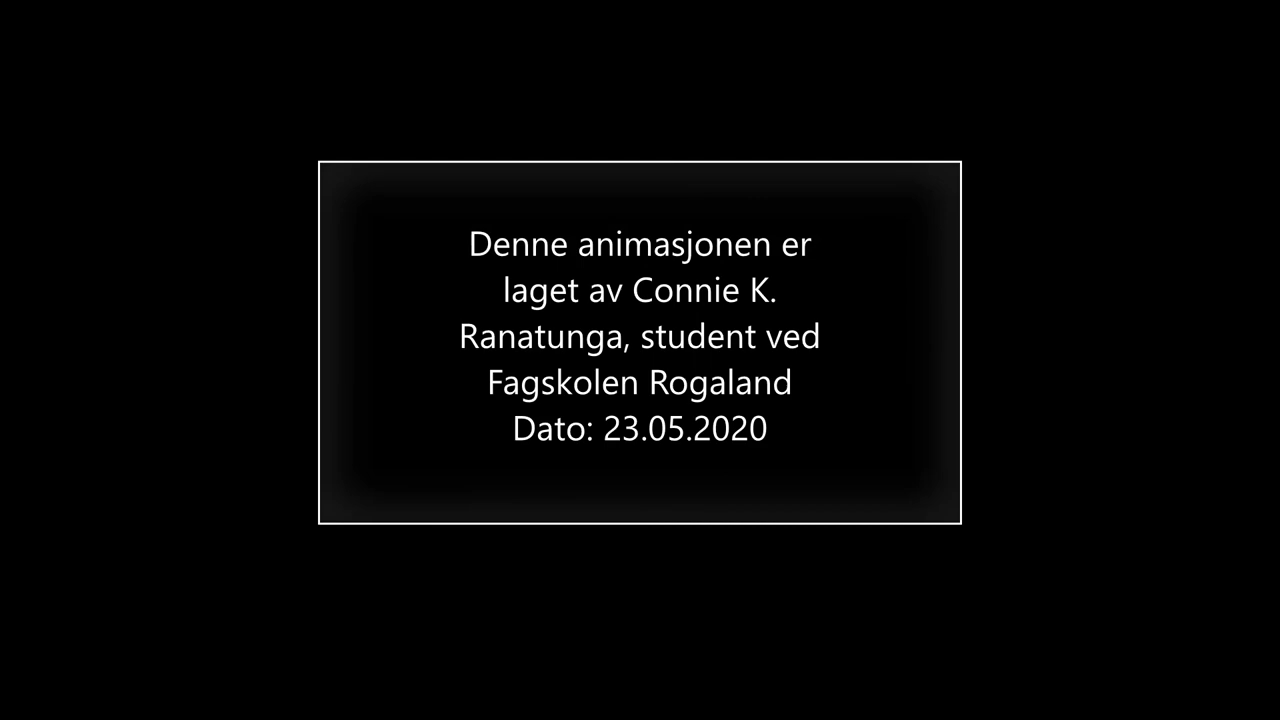 Denne animasjonen er
laget av Connie K.
Ranatunga, student ved
Fagskolen Rogaland
Dato: 23.05.2020